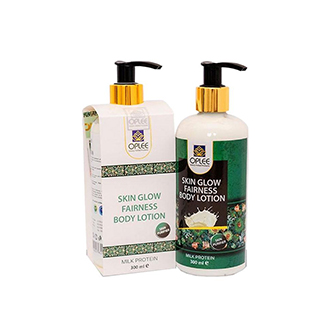 OPLEE
SKIN GLOW
FAIRNESS
BODY LOTION
MILK PROTEIN
300 ml e
OPLEE
SKIN GLOW
FAIRNESS
BODY LOTION
MILK PROTEIN
300 ml e